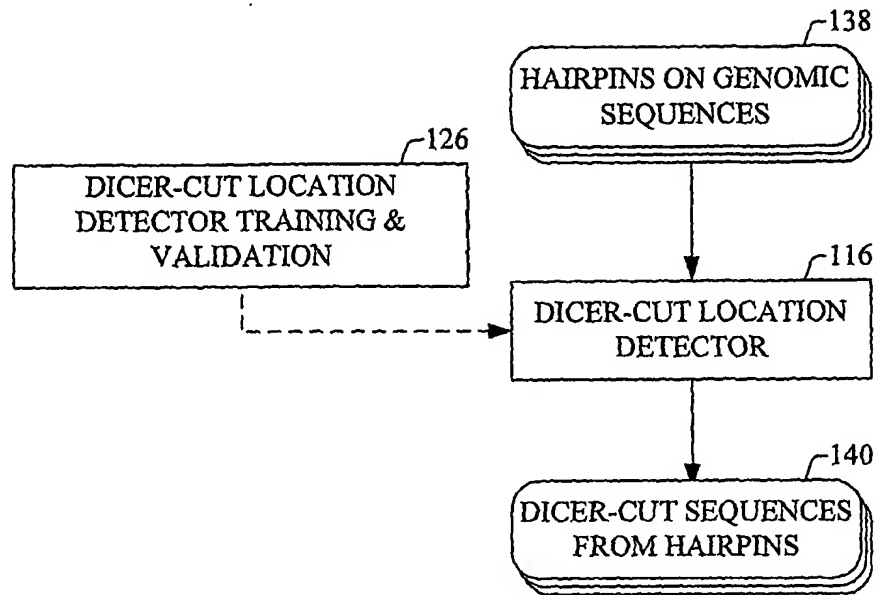 138
HAIRPINS ON GENOMIC
SEQUENCES
126
DICER-CUT LOCATION
DETECTOR TRAINING &
VALIDATION
116
DICER-CUT LOCATION
DETECTOR
140
DICER-CUT SEQUENCES
FROM HAIRPINS